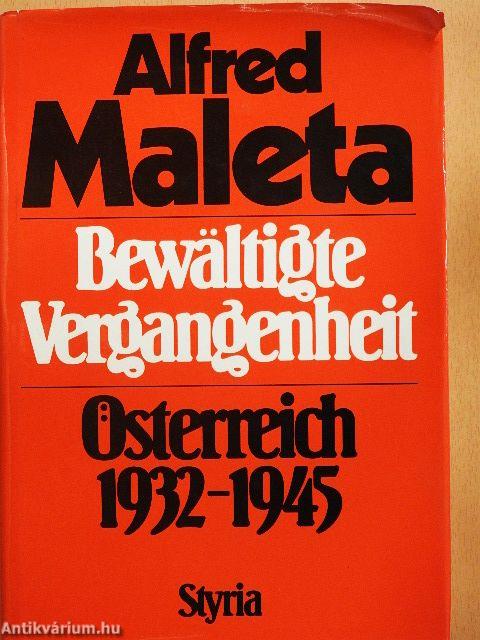 Alfred
Maleta
Bewältigte
Vergangenheit
Österreich
1932-1945
Styria
Antikvárium.hu